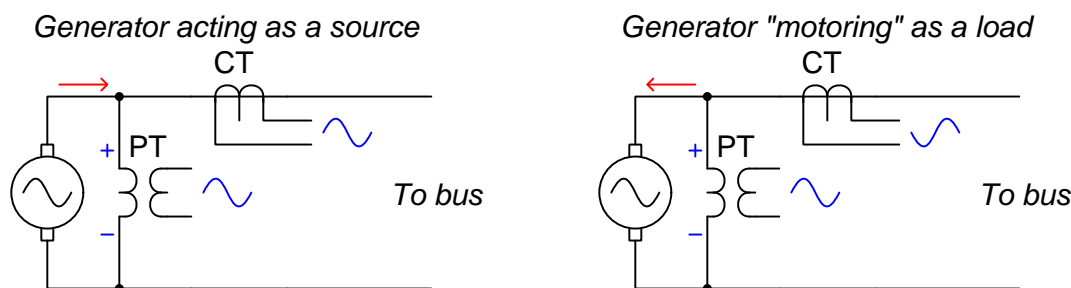 Generator acting as a source
CT
+ PT
−
To bus
Generator "motoring" as a load
CT
+ PT
−
To bus